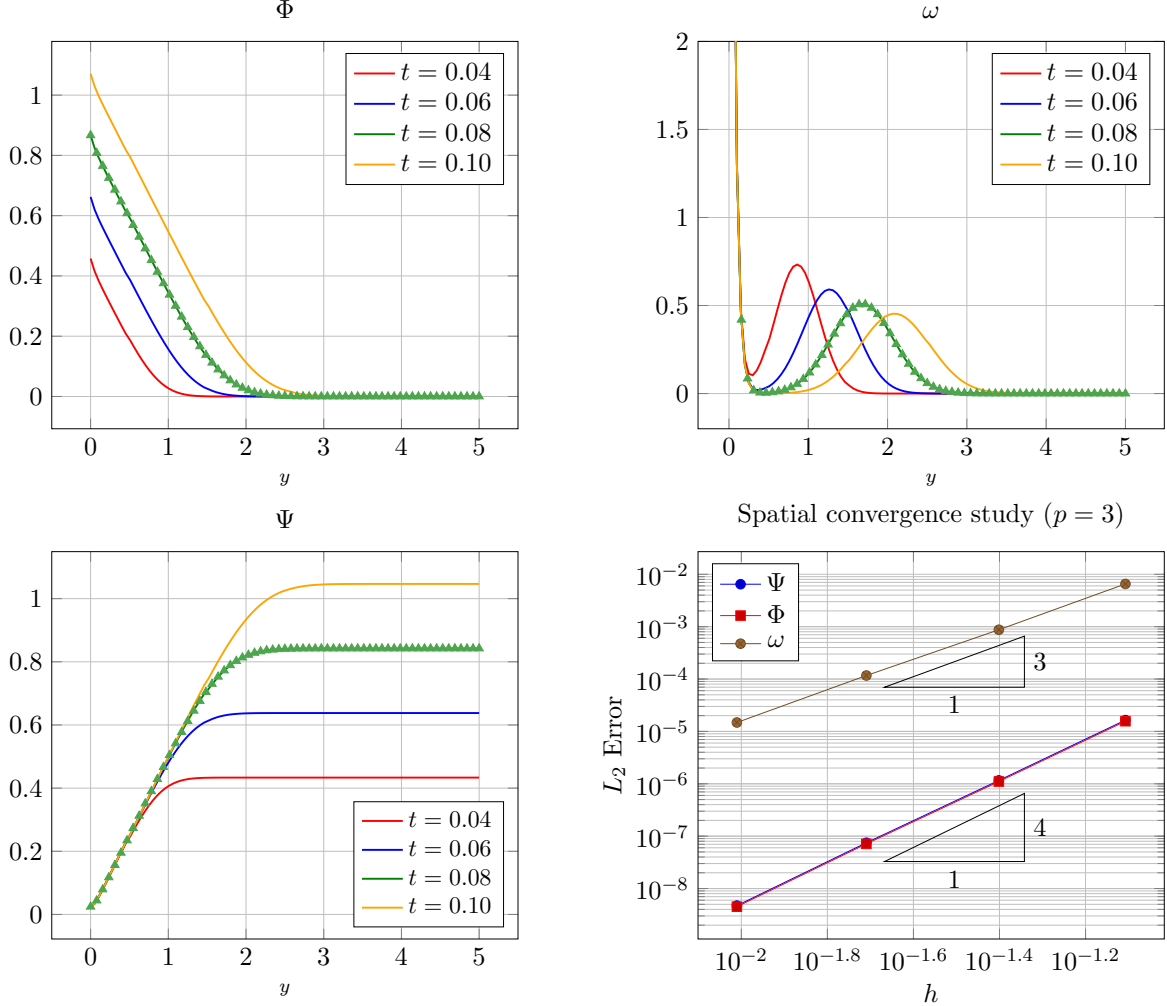 Φ
1
0.8
0.6
0.4
0.2
0
0 1 2 3 4 5
y
t = 0.04
t = 0.06
t = 0.08
t = 0.10
ω
2
1.5
1
0.5
0
0 1 2 3 4 5
y
t = 0.04
t = 0.06
t = 0.08
t = 0.10
Ψ
1
0.8
0.6
0.4
0.2
0
0 1 2 3 4 5
y
t = 0.04
t = 0.06
t = 0.08
t = 0.10
Spatial convergence study (p = 3)
L₂ Error
10⁻²
10⁻³
10⁻⁴
10⁻⁵
10⁻⁶
10⁻⁷
10⁻⁸
Ψ
Φ
ω
3
1
4
1
10⁻² 10⁻¹·⁸ 10⁻¹·⁶ 10⁻¹·⁴ 10⁻¹·²
h